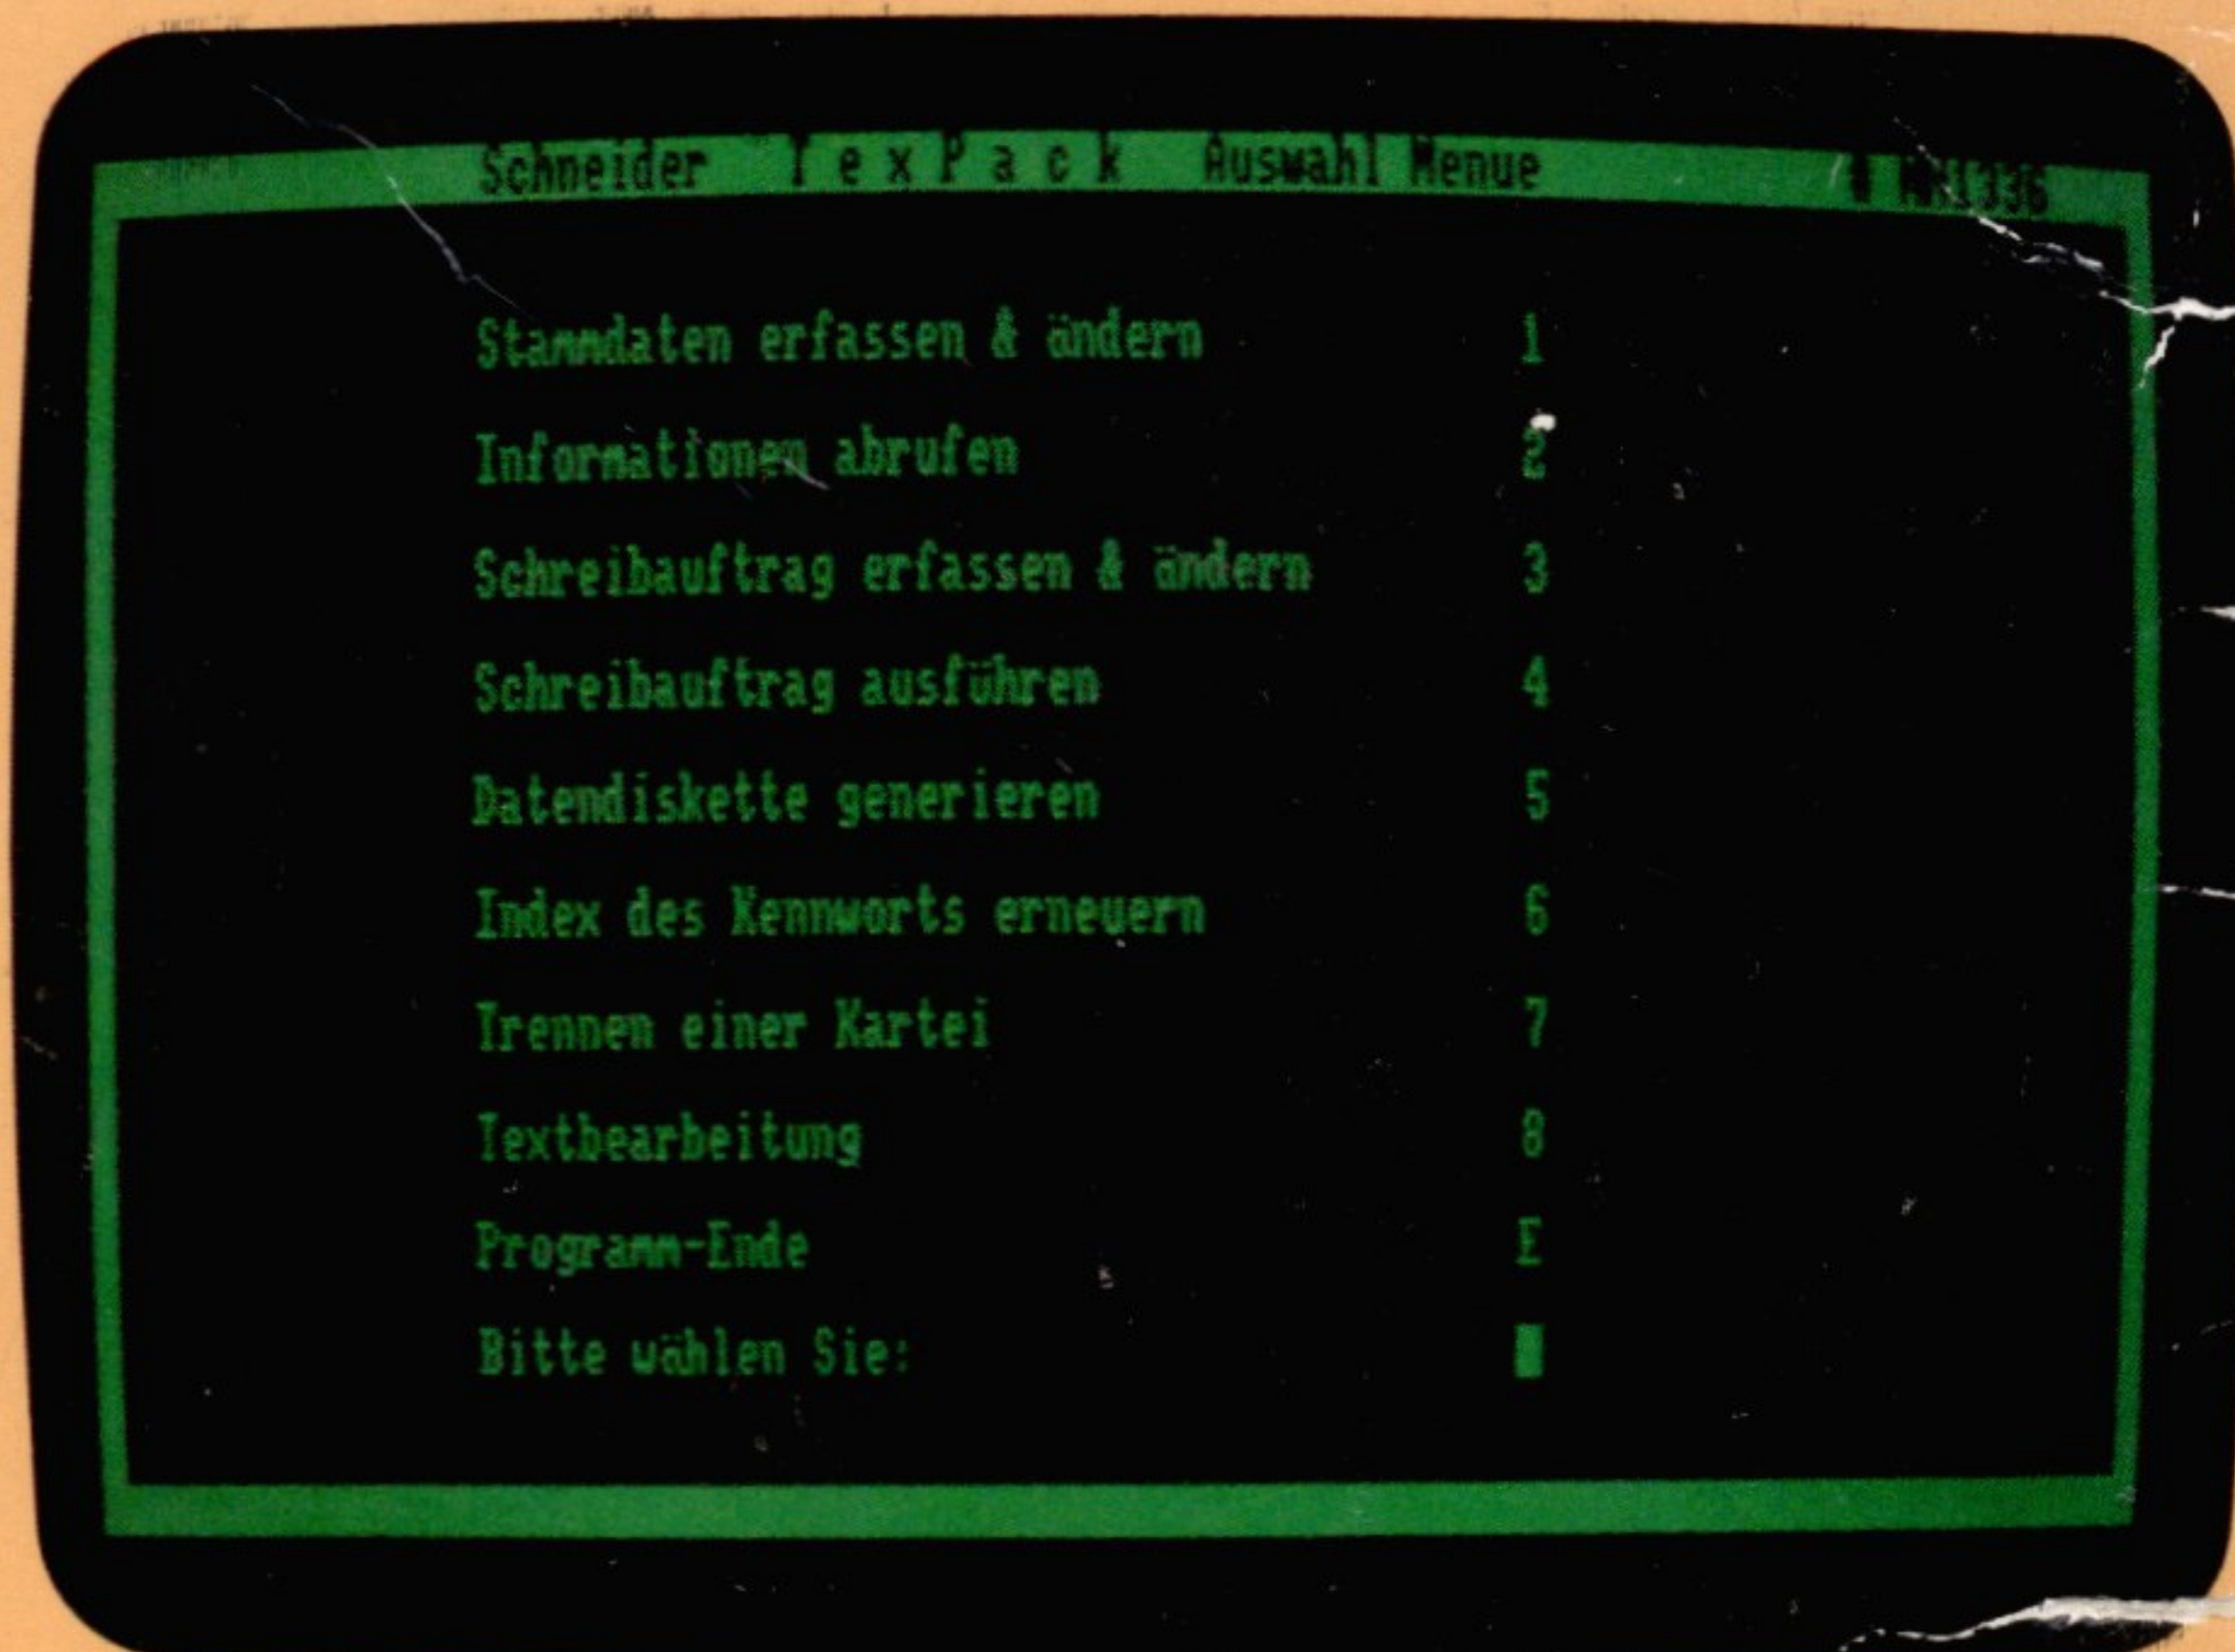 Schneider TexPack Auswahl Menue
Stammdaten erfassen & ändern 1
Informationen abrufen 2
Schreibauftrag erfassen & ändern 3
Schreibauftrag ausführen 4
Datendiskette generieren 5
Index des Kennworts erneuern 6
Trennen einer Kartei 7
Textbearbeitung 8
Programm-Ende E
Bitte wählen Sie: